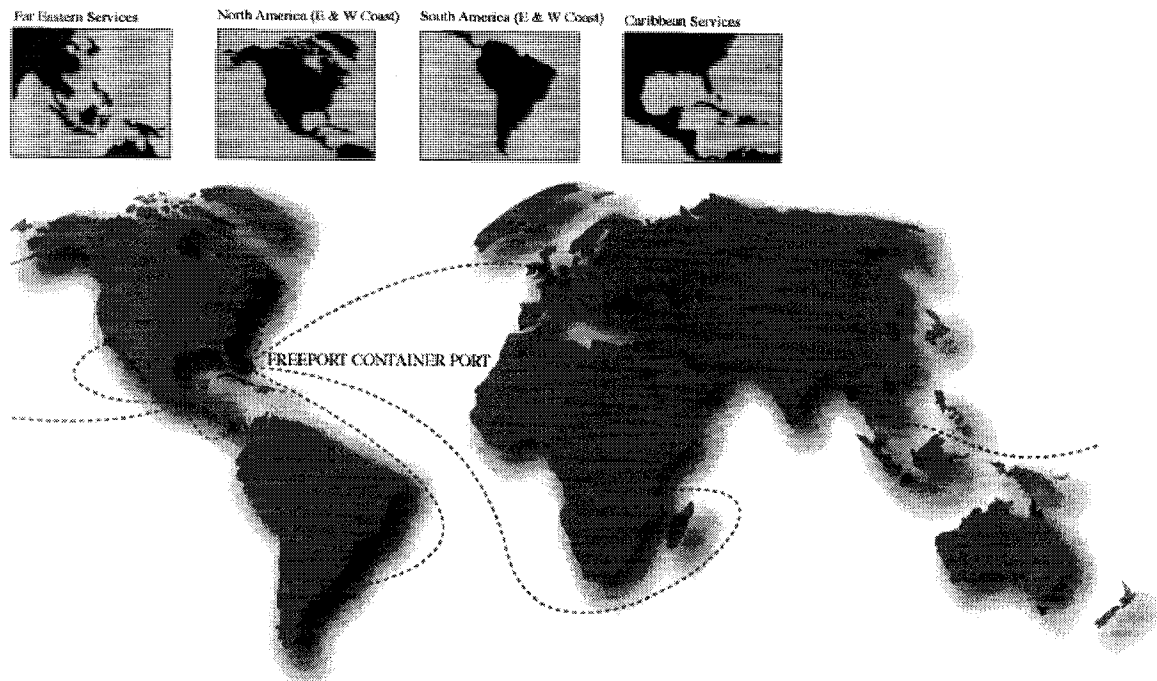 Far Eastern Services
North America (E & W Coast)
South America (E & W Coast)
Caribbean Services
FREEPORT CONTAINER PORT